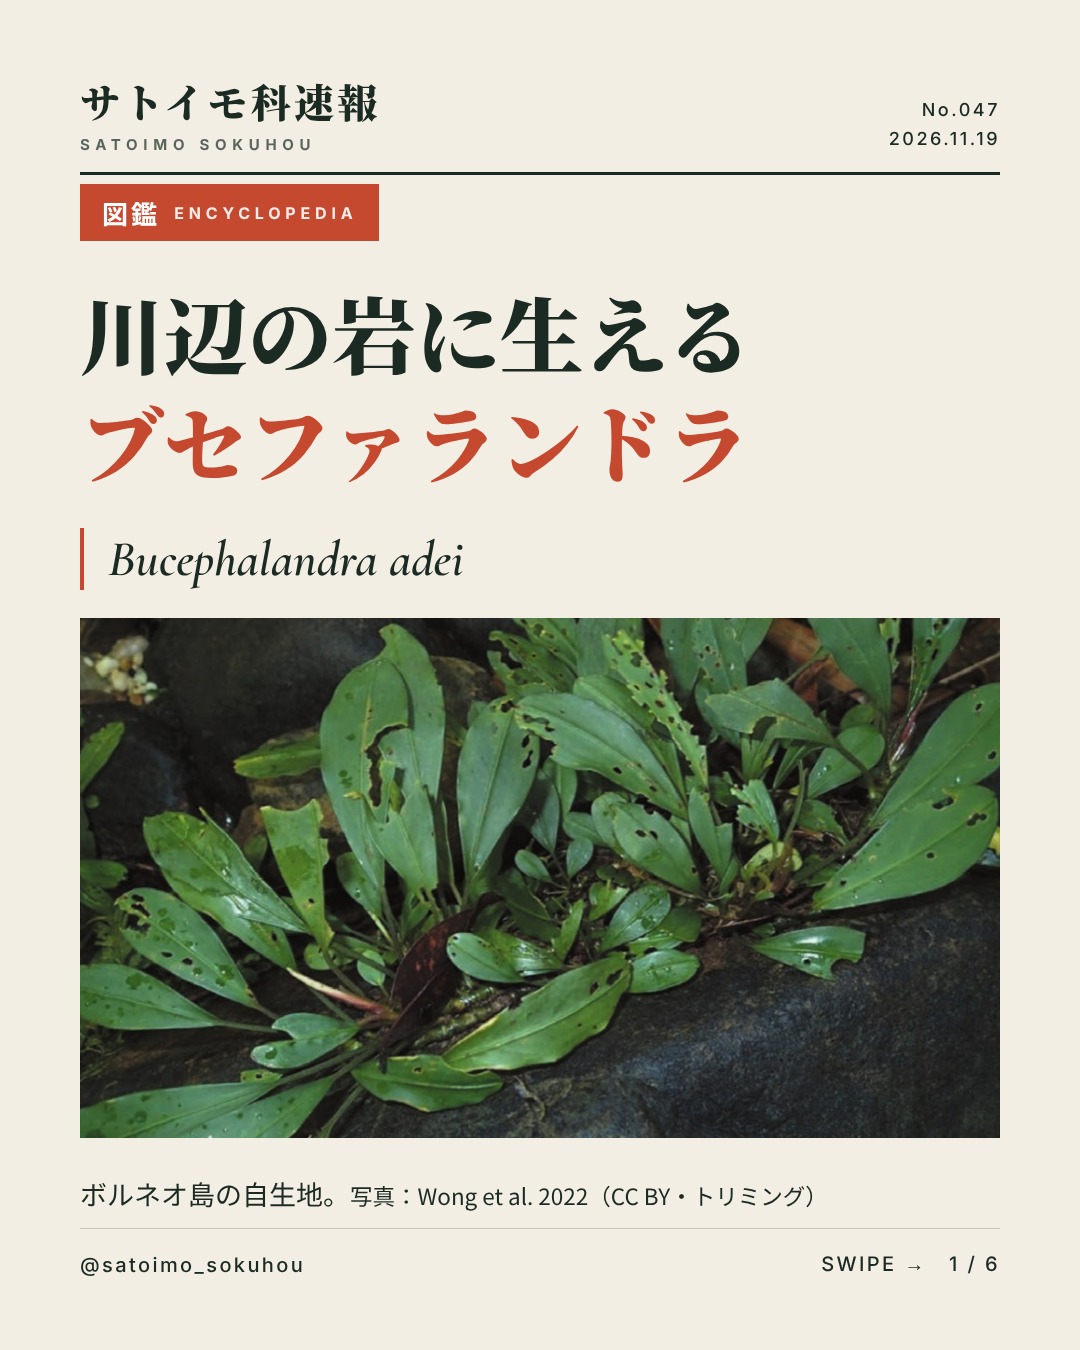 サトイモ科速報
SATOIMO SOKUHOU
No.047
2026.11.19
図鑑 ENCYCLOPEDIA
川辺の岩に生える
ブセファランドラ
Bucephalandra adei
ボルネオ島の自生地。写真：Wong et al. 2022（CC BY・トリミング）
@satoimo_sokuhou
SWIPE → 1 / 6